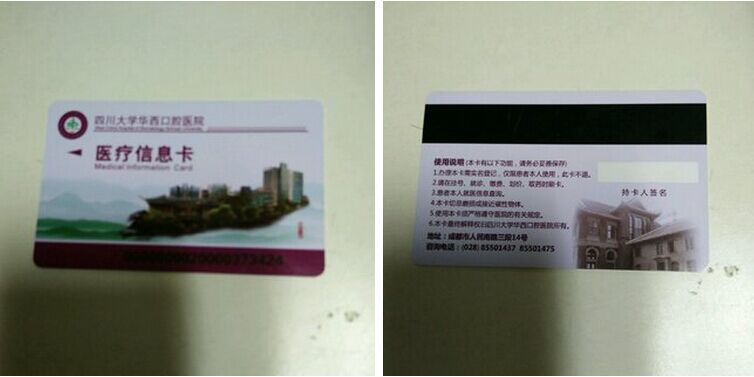 四川大学华西口腔医院
医疗信息卡
Medical Information Card
使用说明(本卡有以下功能，请务必妥善保存)
1.办理本卡需实名登记，仅限患者本人使用，此卡不退。
2.请在挂号、就诊、缴费、划价、取药时刷卡。
3.患者本人就医信息查询。
4.本卡切忌磨损或接近磁性物体。
5.使用本卡须严格遵守医院的有关规定。
6.本卡最终解释权归四川大学华西口腔医院所有。
地址：成都市人民南路三段14号
咨询电话：(028) 85501437 85501475
持卡人签名